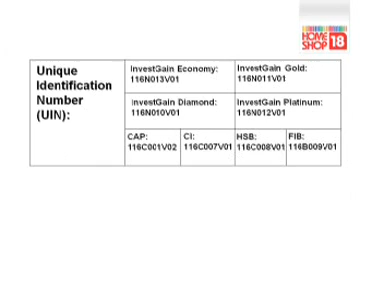 HOME
SHOP 18
Unique
Identification
Number
(UIN):
InvestGain Economy:
116N013V01
InvestGain Gold:
116N011V01
InvestGain Diamond:
116N010V01
InvestGain Platinum:
116N012V01
CAP:
116C001V02
CI:
116C007V01
HSB:
116C008V01
FIB:
116B009V01